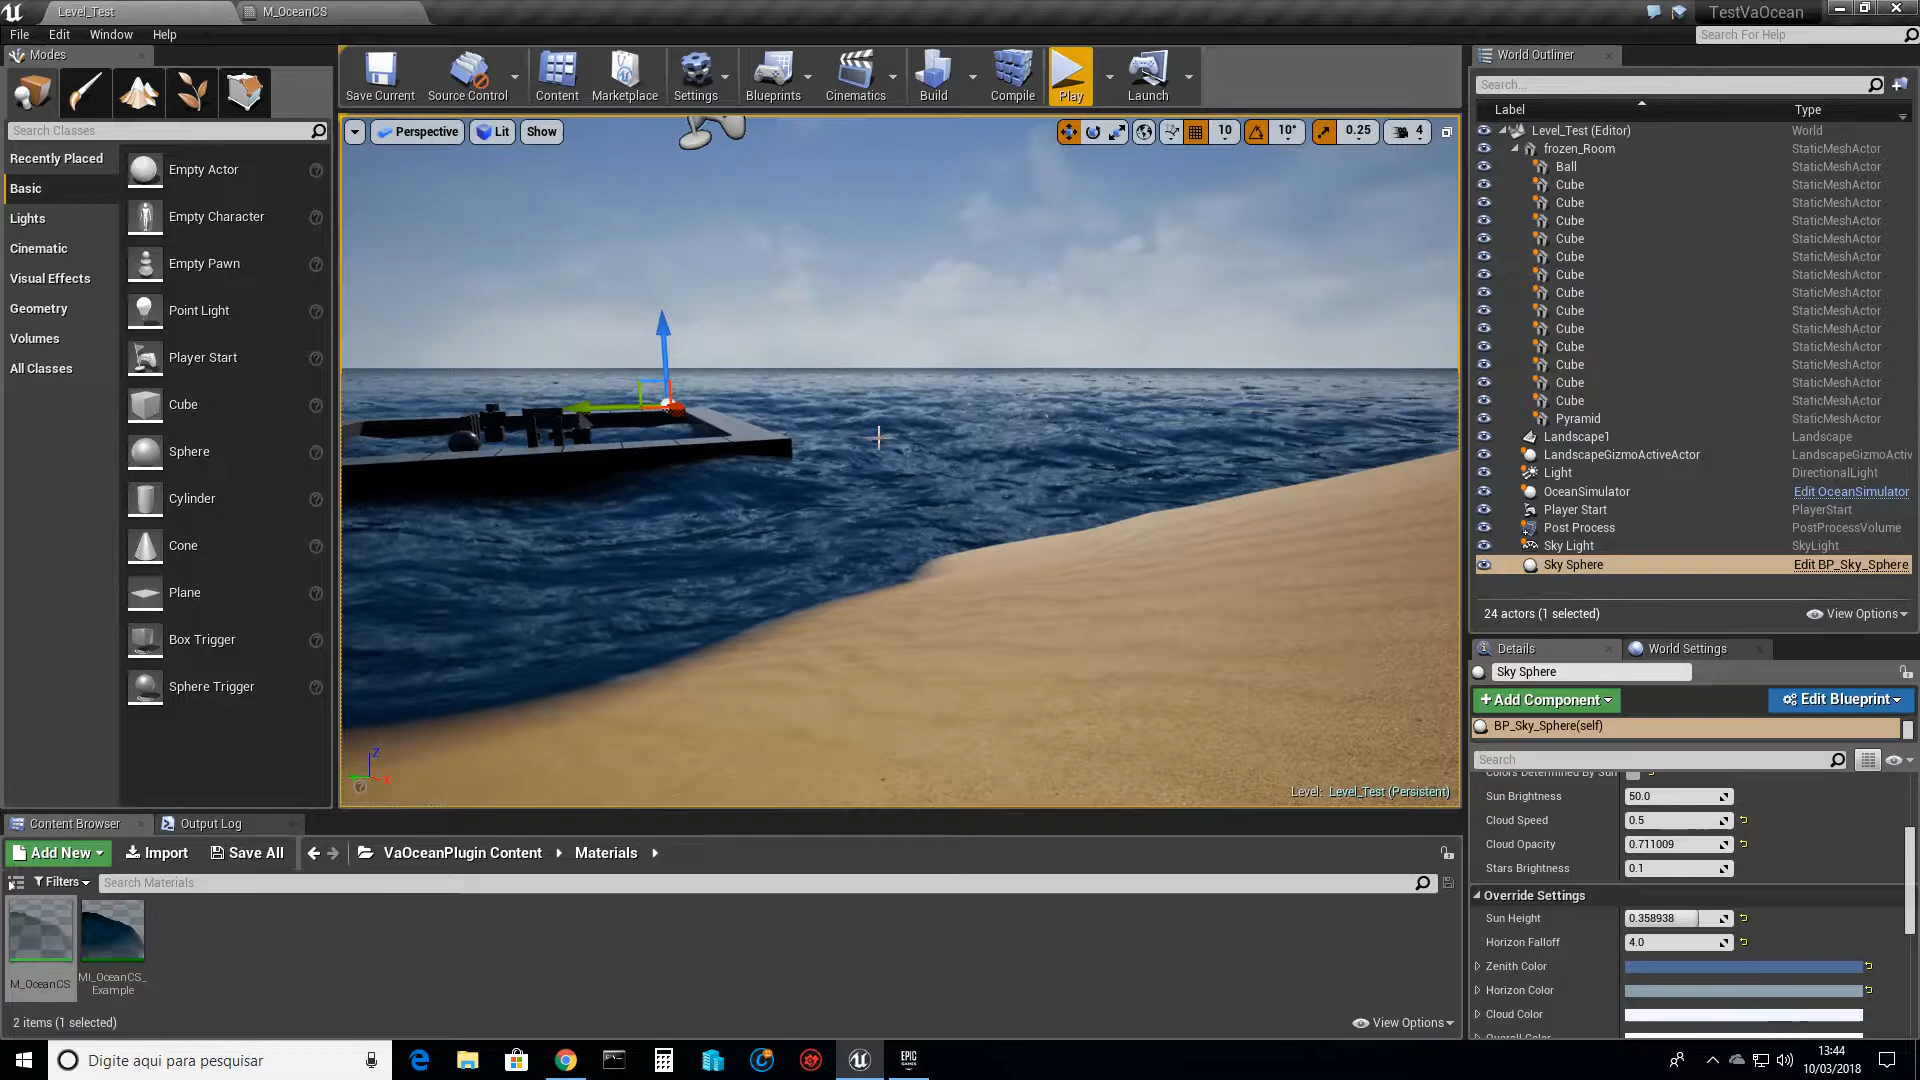 Level_Test
M_OceanCS
TestVaOcean
File Edit Window Help
Search For Help
Modes
Search Classes
Recently Placed
Basic
Lights
Cinematic
Visual Effects
Geometry
Volumes
All Classes
Empty Actor
Empty Character
Empty Pawn
Point Light
Player Start
Cube
Sphere
Cylinder
Cone
Plane
Box Trigger
Sphere Trigger
Save Current Source Control Content Marketplace Settings Blueprints Cinematics Build Compile Play Launch
Perspective Lit Show
10 10° 0.25 4
Z
X
Level: Level_Test (Persistent)
World Outliner
Search...
Label Type
Level_Test (Editor) World
frozen_Room StaticMeshActor
Ball StaticMeshActor
Cube StaticMeshActor
Cube StaticMeshActor
Cube StaticMeshActor
Cube StaticMeshActor
Cube StaticMeshActor
Cube StaticMeshActor
Cube StaticMeshActor
Cube StaticMeshActor
Cube StaticMeshActor
Cube StaticMeshActor
Cube StaticMeshActor
Cube StaticMeshActor
Cube StaticMeshActor
Pyramid StaticMeshActor
Landscape1 Landscape
LandscapeGizmoActiveActor LandscapeGizmoActiv
Light DirectionalLight
OceanSimulator Edit OceanSimulator
Player Start PlayerStart
Post Process PostProcessVolume
Sky Light SkyLight
Sky Sphere Edit BP_Sky_Sphere
24 actors (1 selected) View Options
Details World Settings
Sky Sphere
+Add Component Edit Blueprint
BP_Sky_Sphere(self)
Search
Colors Determined By Sun
Sun Brightness 50.0
Cloud Speed 0.5
Cloud Opacity 0.711009
Stars Brightness 0.1
Override Settings
Sun Height 0.358938
Horizon Falloff 4.0
Zenith Color
Horizon Color
Cloud Color
Overall Color
Content Browser Output Log
Add New Import Save All VaOceanPlugin Content Materials
Filters Search Materials
M_OceanCS
MI_OceanCS_
Example
2 items (1 selected) View Options
Digite aqui para pesquisar
EPIC
GAMES
13:44
10/03/2018